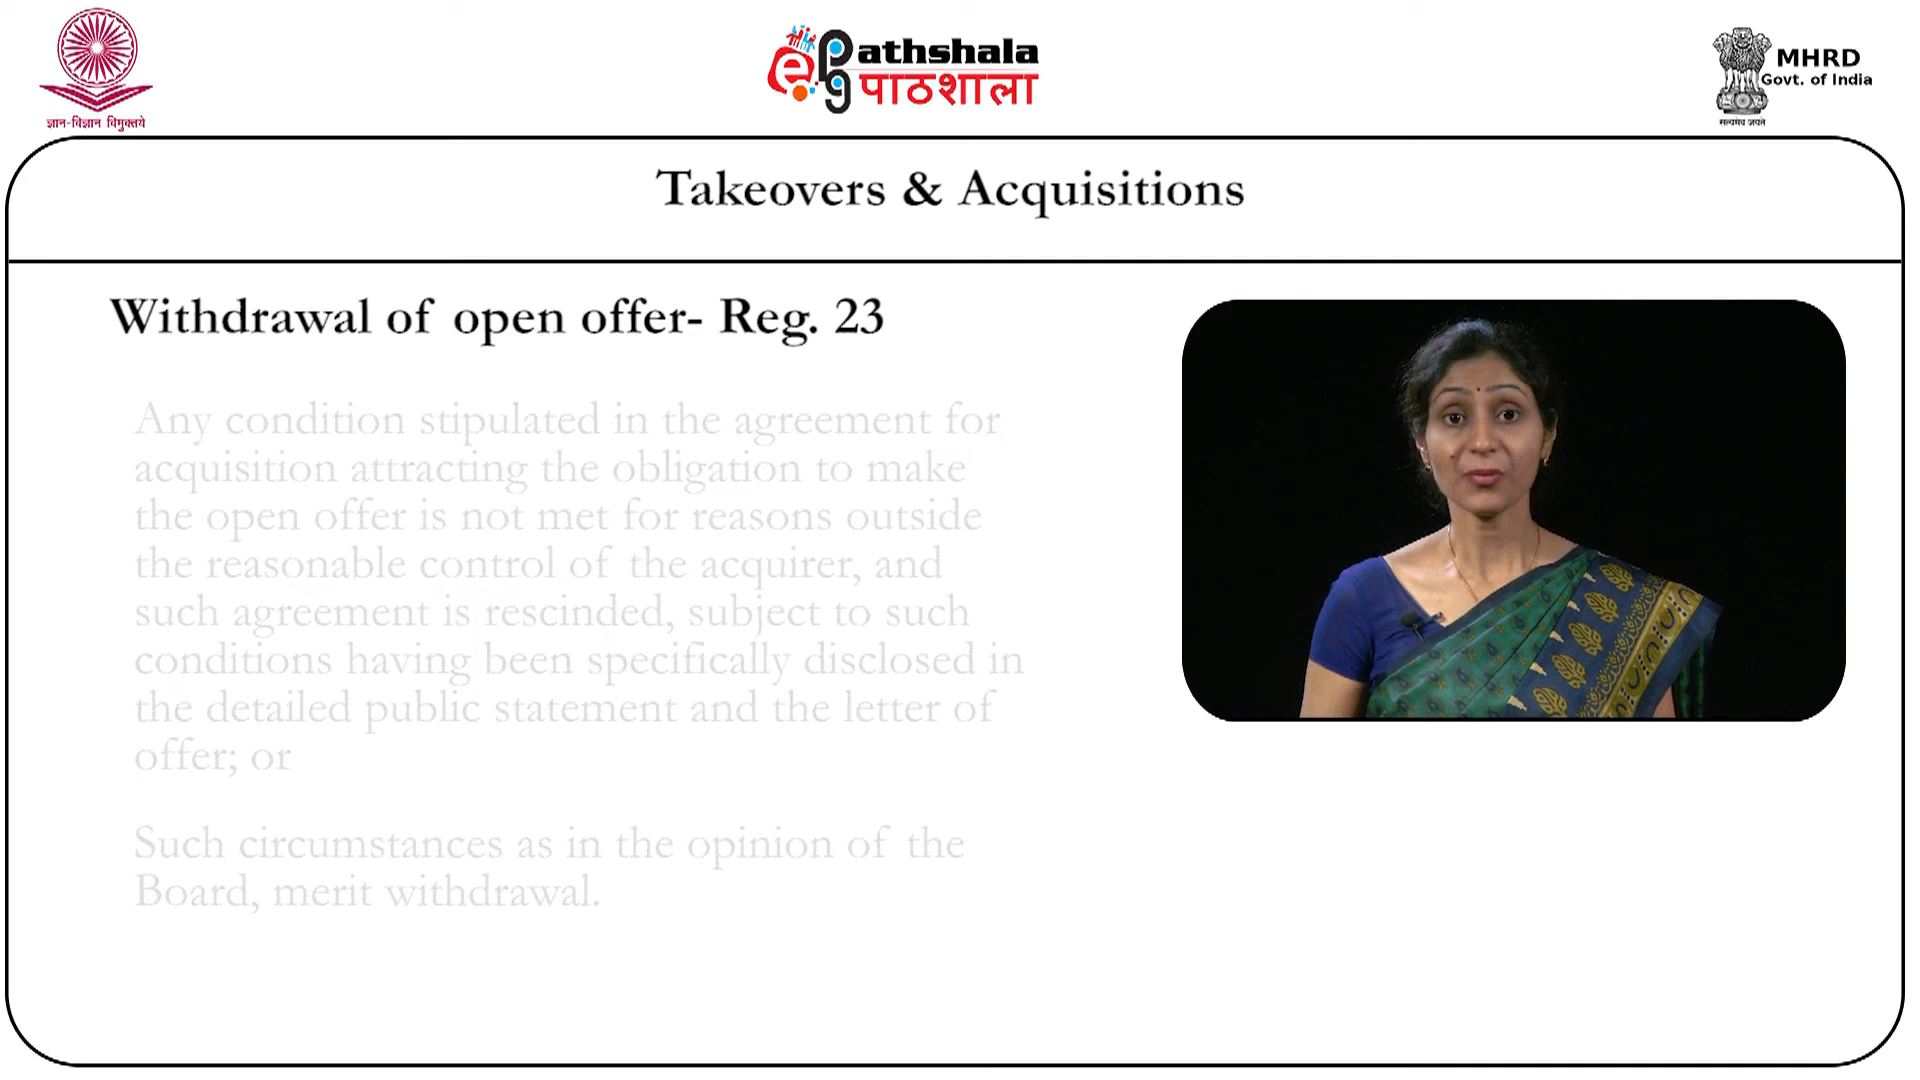 ज्ञान-विज्ञान विमुक्तये
e pg Pathshala
पाठशाला
MHRD
Govt. of India
सत्यमेव जयते
Takeovers & Acquisitions
Withdrawal of open offer- Reg. 23
Any condition stipulated in the agreement for
acquisition attracting the obligation to make
the open offer is not met for reasons outside
the reasonable control of the acquirer, and
such agreement is rescinded, subject to such
conditions having been specifically disclosed in
the detailed public statement and the letter of
offer; or
Such circumstances as in the opinion of the
Board, merit withdrawal.